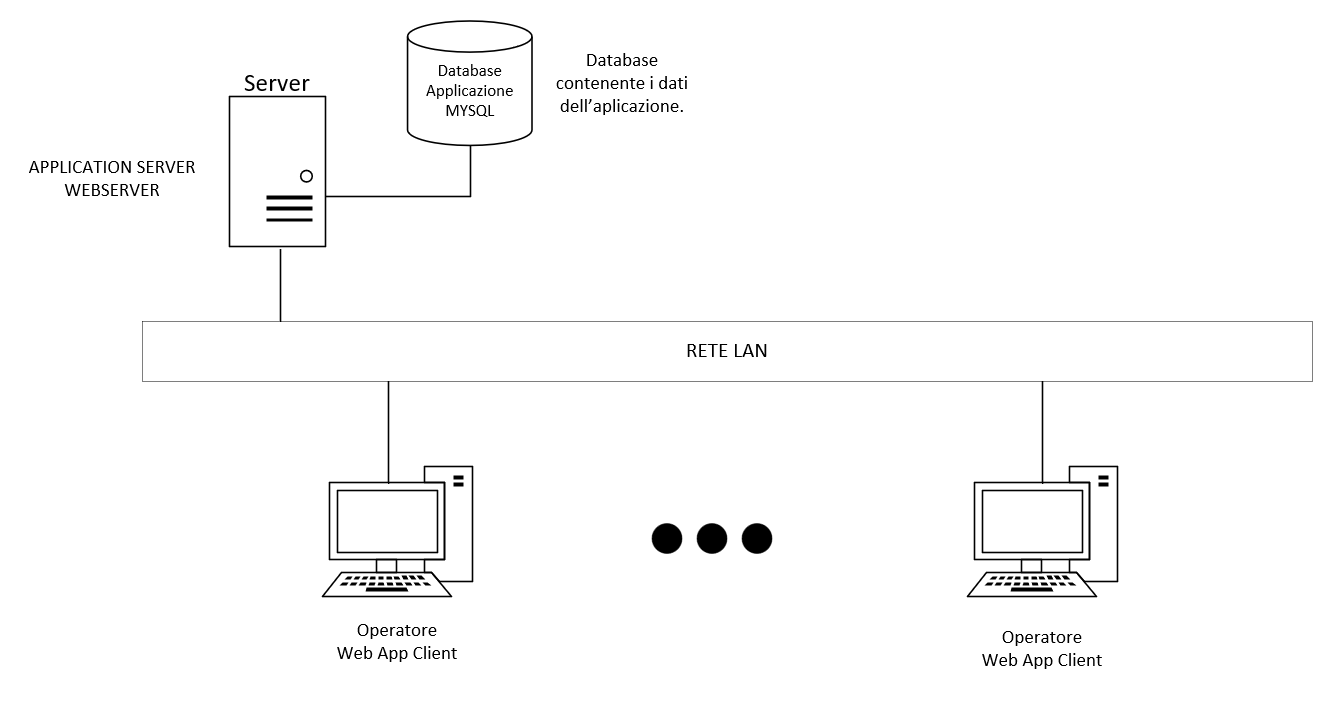 Server
Database
Applicazione
MYSQL
Database
contenente i dati
dell’aplicazione.
APPLICATION SERVER
WEBSERVER
RETE LAN
Operatore
Web App Client
Operatore
Web App Client